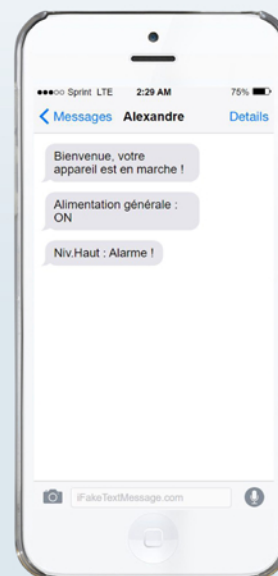 Sprint LTE 2:29 AM 75%
Messages Alexandre Details
Bienvenue, votre
appareil est en marche !
Alimentation générale :
ON
Niv.Haut : Alarme !
iFakeTextMessage.com